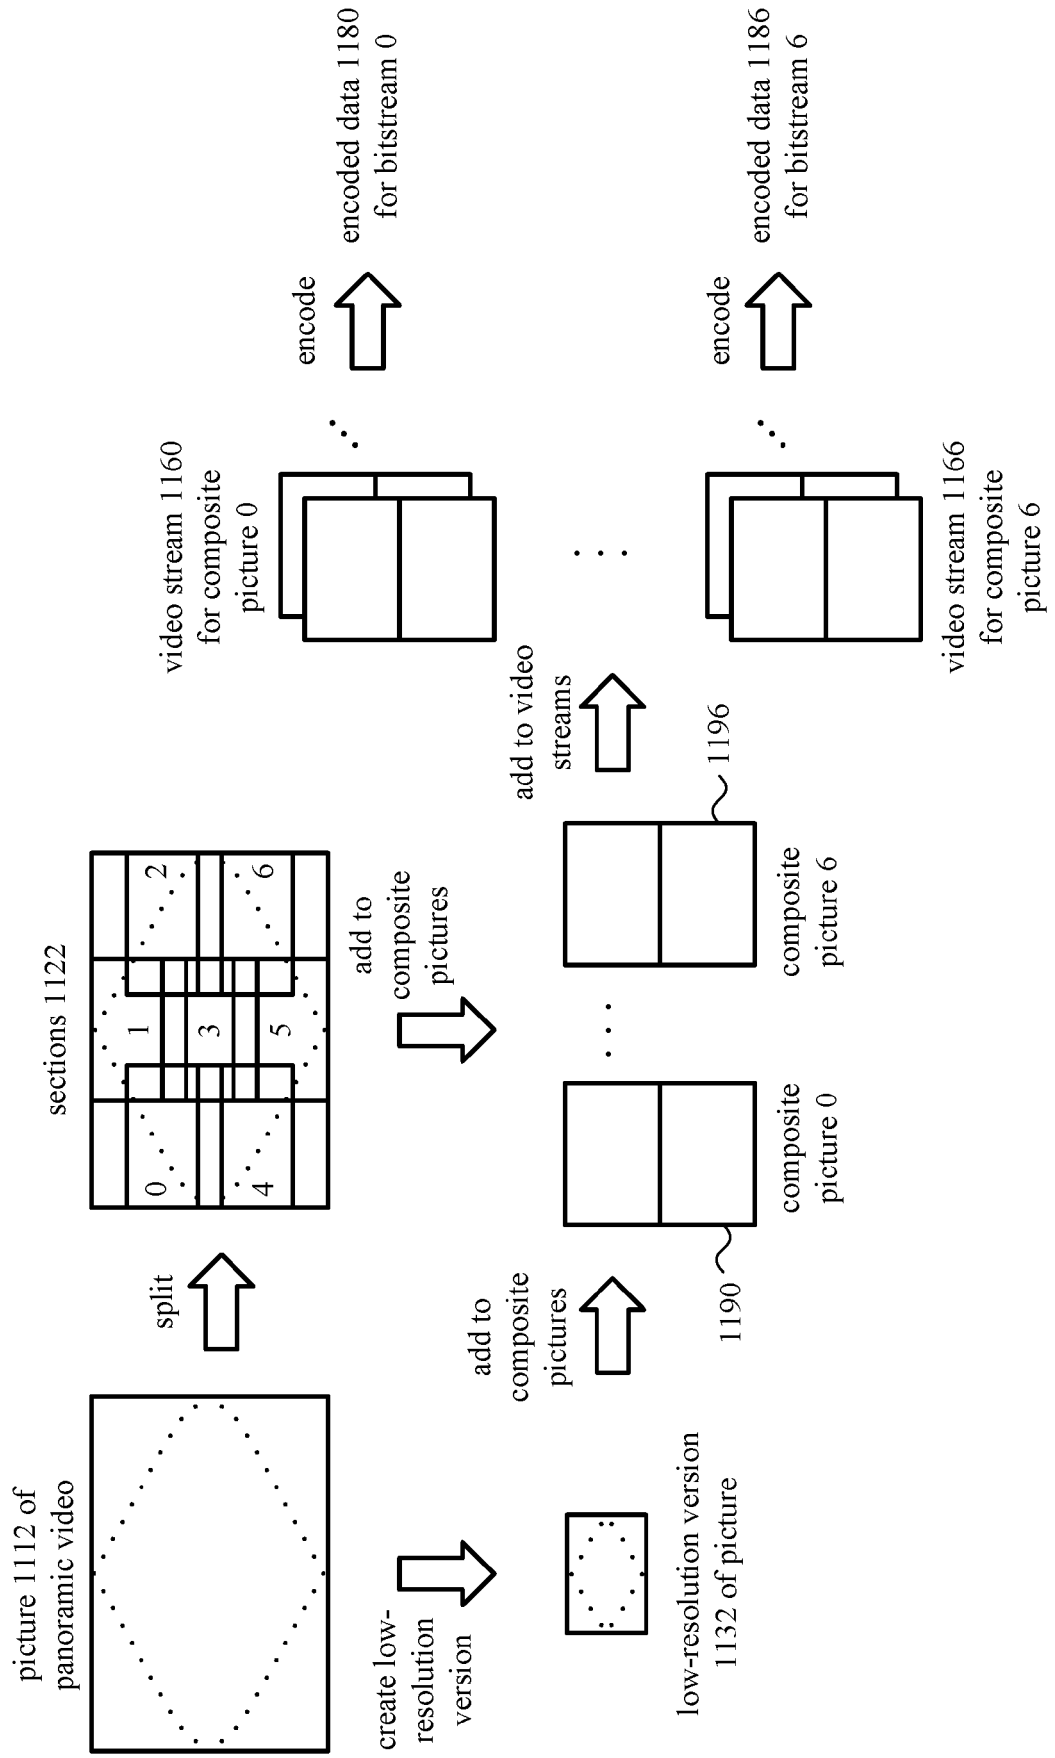 picture 1112 of
panoramic video
split
sections 1122
0
1
2
3
4
5
6
create low-
resolution
version
low-resolution version
1132 of picture
add to
composite
pictures
add to
composite
pictures
1190
composite
picture 0
. . .
composite
picture 6
1196
add to video
streams
video stream 1160
for composite
picture 0
. . .
encode
encoded data 1180
for bitstream 0
. . .
video stream 1166
for composite
picture 6
. . .
encode
encoded data 1186
for bitstream 6